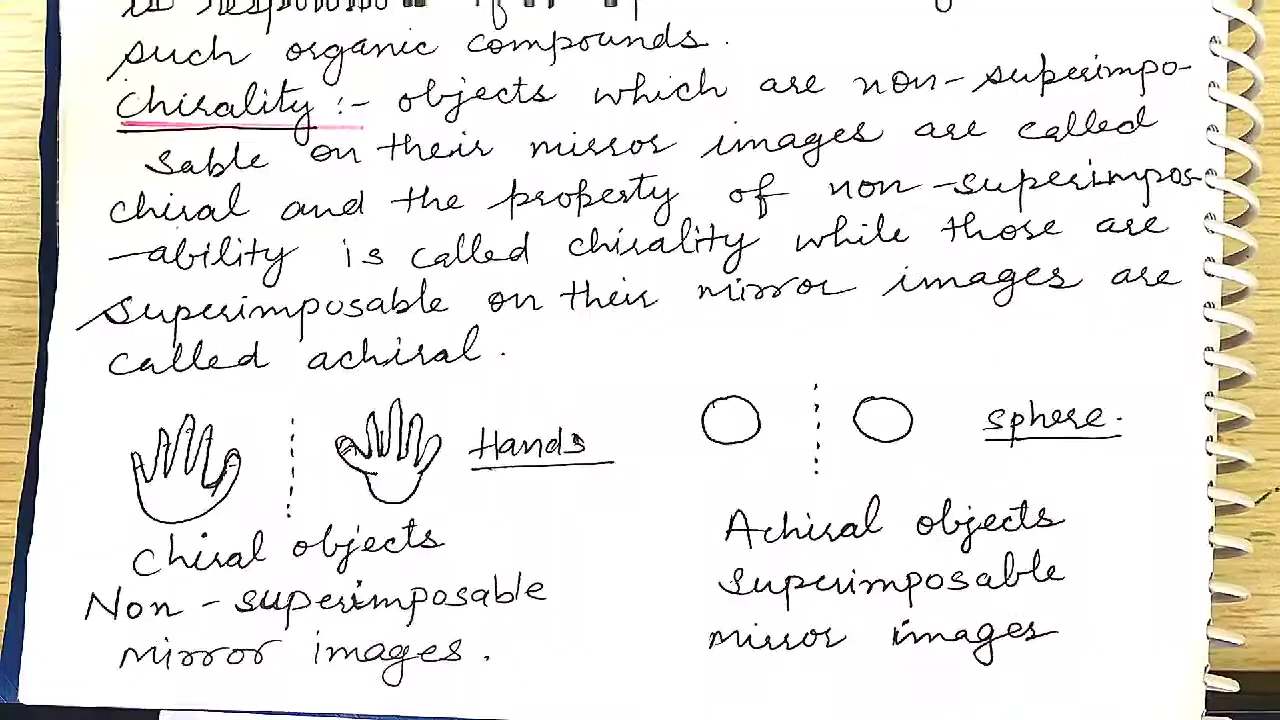 such organic compounds.
Chirality :- objects which are non-superimpo-
sable on their mirror images are called
chiral and the property of non-superimpos-
-ability is called chirality while those are
superimposable on their mirror images are
called achiral.
Hands
sphere.
Chiral objects
Non-superimposable
mirror images.
Achiral objects
superimposable
mirror images